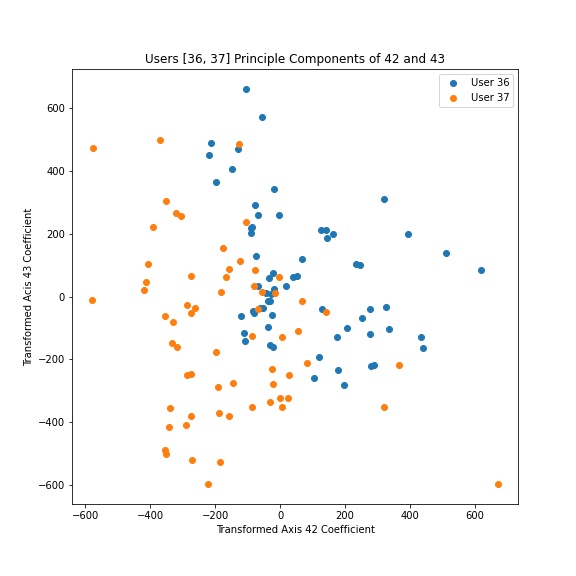 Users [36, 37] Principle Components of 42 and 43
User 36
User 37
Transformed Acis 43 Coefficient
600
400
200
0
−200
−400
−600
−600
−400
−200
0
200
400
600
Transformed Axis 42 Coefficient